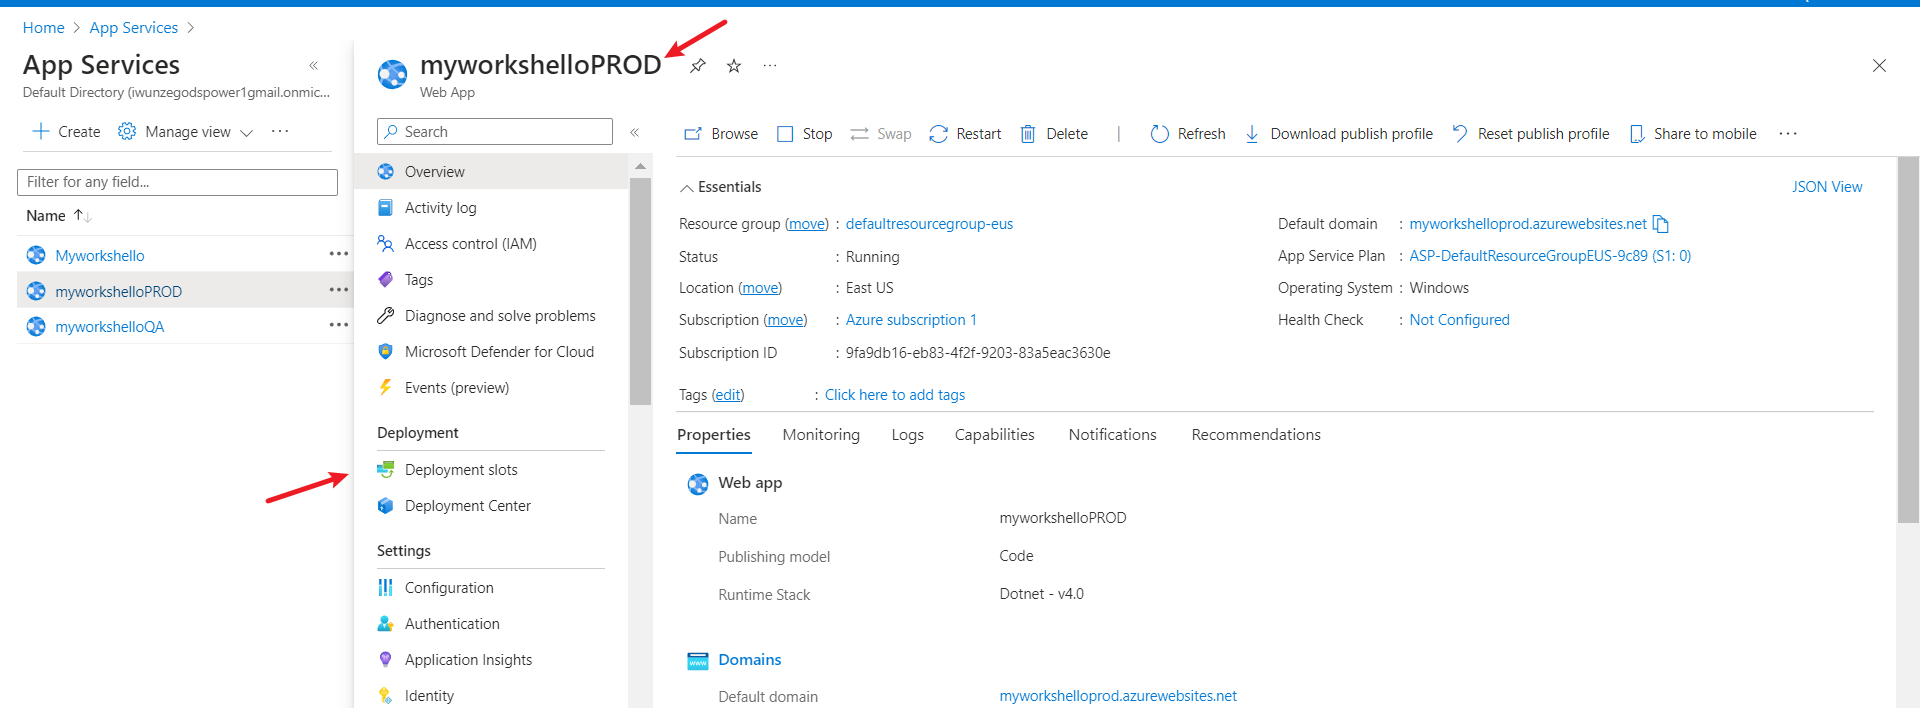 Home > App Services >
App Services «
Default Directory (iwunzegodspower1gmail.onmic...
Create Manage view ...
Filter for any field...
Name ↑↓
Myworkshello ...
myworkshelloPROD ...
myworkshelloQA ...
myworkshelloPROD ...
Web App
Search «
Overview
Activity log
Access control (IAM)
Tags
Diagnose and solve problems
Microsoft Defender for Cloud
Events (preview)
Deployment
Deployment slots
Deployment Center
Settings
Configuration
Authentication
Application Insights
Identity
Browse Stop Swap Restart Delete | Refresh Download publish profile Reset publish profile Share to mobile ...
Essentials JSON View
Resource group (move) : defaultresourcegroup-eus
Status : Running
Location (move) : East US
Subscription (move) : Azure subscription 1
Subscription ID : 9fa9db16-eb83-4f2f-9203-83a5eac3630e
Default domain : myworkshelloprod.azurewebsites.net
App Service Plan : ASP-DefaultResourceGroupEUS-9c89 (S1: 0)
Operating System : Windows
Health Check : Not Configured
Tags (edit) : Click here to add tags
Properties Monitoring Logs Capabilities Notifications Recommendations
Web app
Name myworkshelloPROD
Publishing model Code
Runtime Stack Dotnet - v4.0
www Domains
Default domain myworkshelloprod.azurewebsites.net